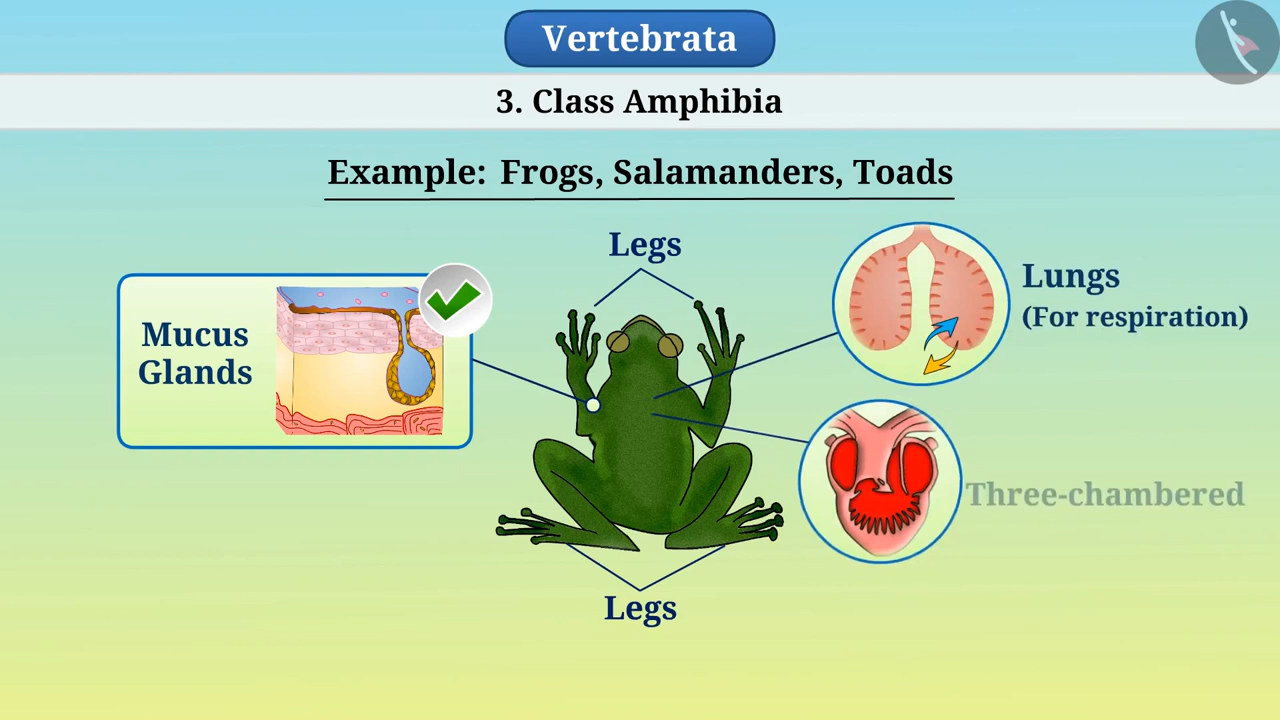 Vertebrata
3. Class Amphibia
Example: Frogs, Salamanders, Toads
Legs
Mucus
Glands
Lungs
(For respiration)
Three-chambered
Legs